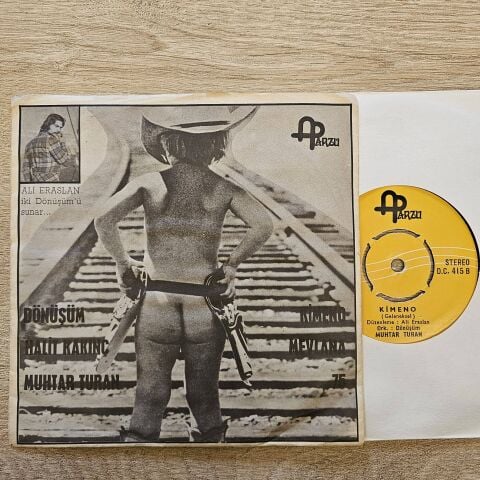 ARZU
ALİ ERASLAN
iki Dönüşüm'ü
sunar...
DÖNÜŞÜM
HALİT KAKINÇ
MUHTAR TURAN
KİMENO
MEVLANA
75
ARZU
STEREO
D.C. 415 B
KİMENO
( Geleneksel )
Düzenleme : Ali Eraslan
Ork. : Dönüşüm
MUHTAR TURAN